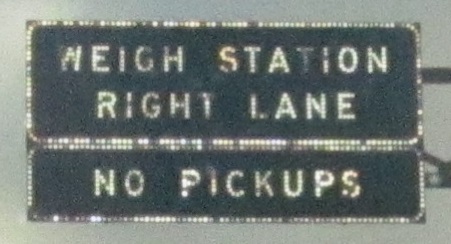 WEIGH STATION
RIGHT LANE
NO PICKUPS